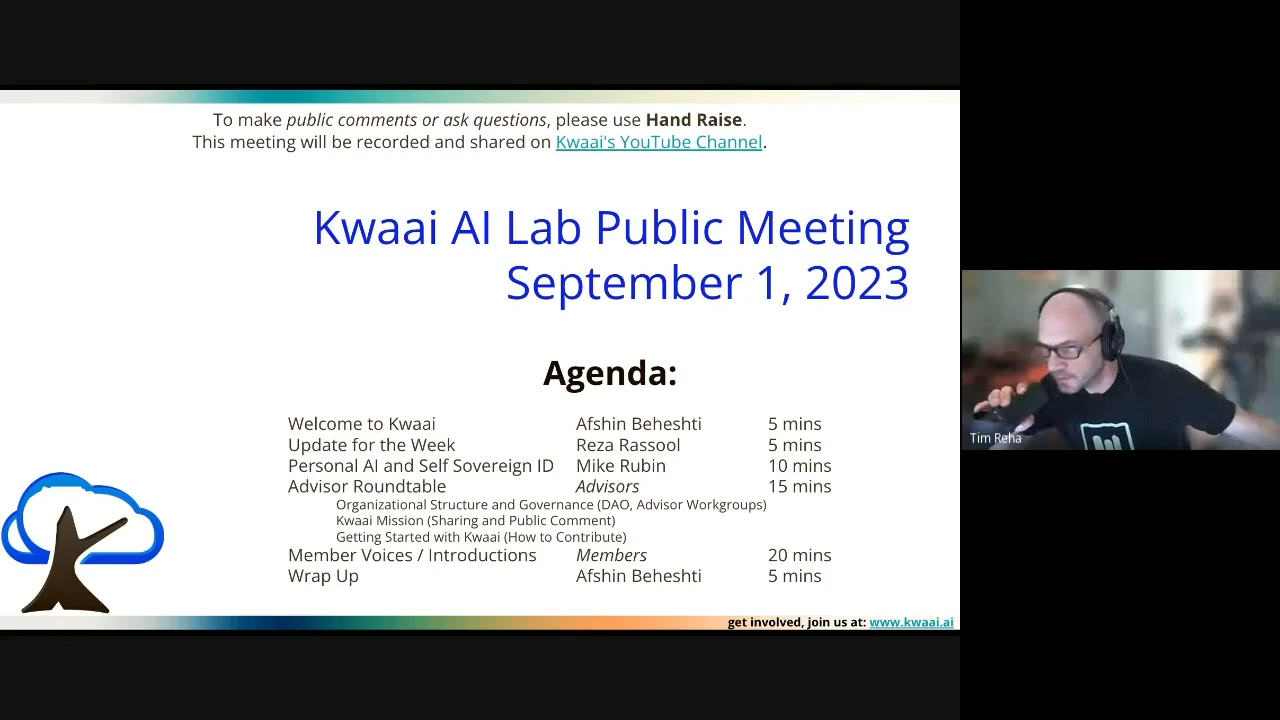 To make public comments or ask questions, please use Hand Raise.
This meeting will be recorded and shared on Kwaai's YouTube Channel.
Kwaai AI Lab Public Meeting
September 1, 2023
Agenda:
Welcome to Kwaai Afshin Beheshti 5 mins
Update for the Week Reza Rassool 5 mins
Personal AI and Self Sovereign ID Mike Rubin 10 mins
Advisor Roundtable Advisors 15 mins
Organizational Structure and Governance (DAO, Advisor Workgroups)
Kwaai Mission (Sharing and Public Comment)
Getting Started with Kwaai (How to Contribute)
Member Voices / Introductions Members 20 mins
Wrap Up Afshin Beheshti 5 mins
get involved, join us at: www.kwaai.ai
Tim Reha